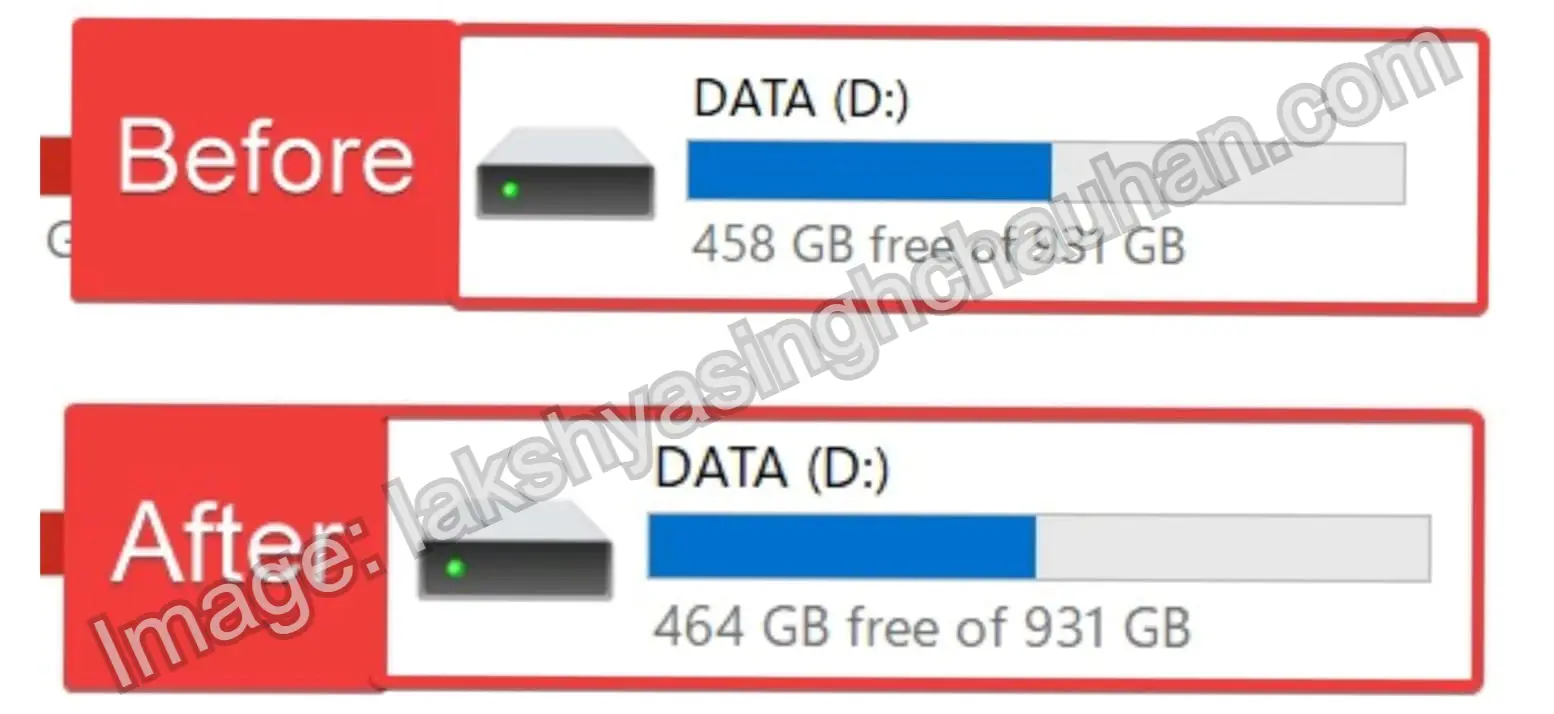 Before
DATA (D:)
458 GB free of 931 GB
G
After
DATA (D:)
464 GB free of 931 GB
Image: lakshyasinghchauhan.com